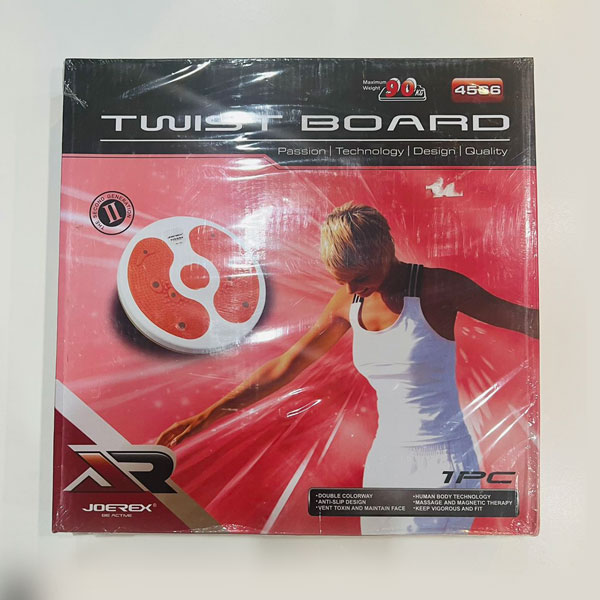 Maximum Weight 90KG
4566
TWIST BOARD
Passion | Technology | Design | Quality
THE SECOND GENERATION
II
XR
JOEREX®
BE ACTIVE
1PC
•DOUBLE COLORWAY
•ANTI-SLIP DESIGN
•VENT TOXIN AND MAINTAIN FACE
•HUMAN BODY TECHNOLOGY
•MASSAGE AND MAGNETIC THERAPY
•KEEP VIGOROUS AND FIT